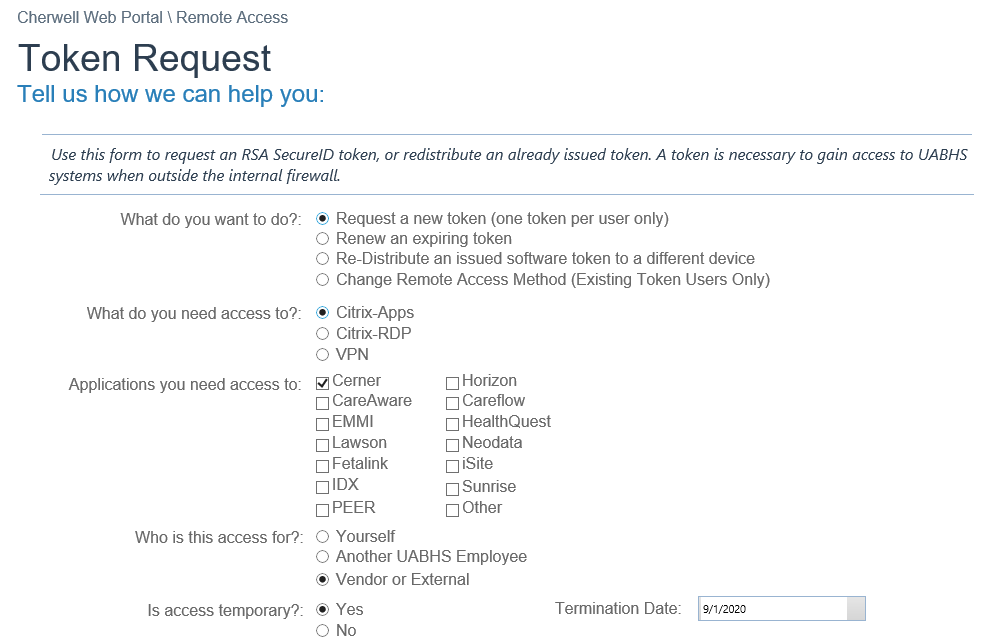 Cherwell Web Portal \ Remote Access
Token Request
Tell us how we can help you:
Use this form to request an RSA SecureID token, or redistribute an already issued token. A token is necessary to gain access to UABHS
systems when outside the internal firewall.
What do you want to do?: Request a new token (one token per user only)
Renew an expiring token
Re-Distribute an issued software token to a different device
Change Remote Access Method (Existing Token Users Only)
What do you need access to?: Citrix-Apps
Citrix-RDP
VPN
Applications you need access to: Cerner Horizon
CareAware Careflow
EMMI HealthQuest
Lawson Neodata
Fetalink iSite
IDX Sunrise
PEER Other
Who is this access for?: Yourself
Another UABHS Employee
Vendor or External
Is access temporary?: Yes Termination Date: 9/1/2020
No